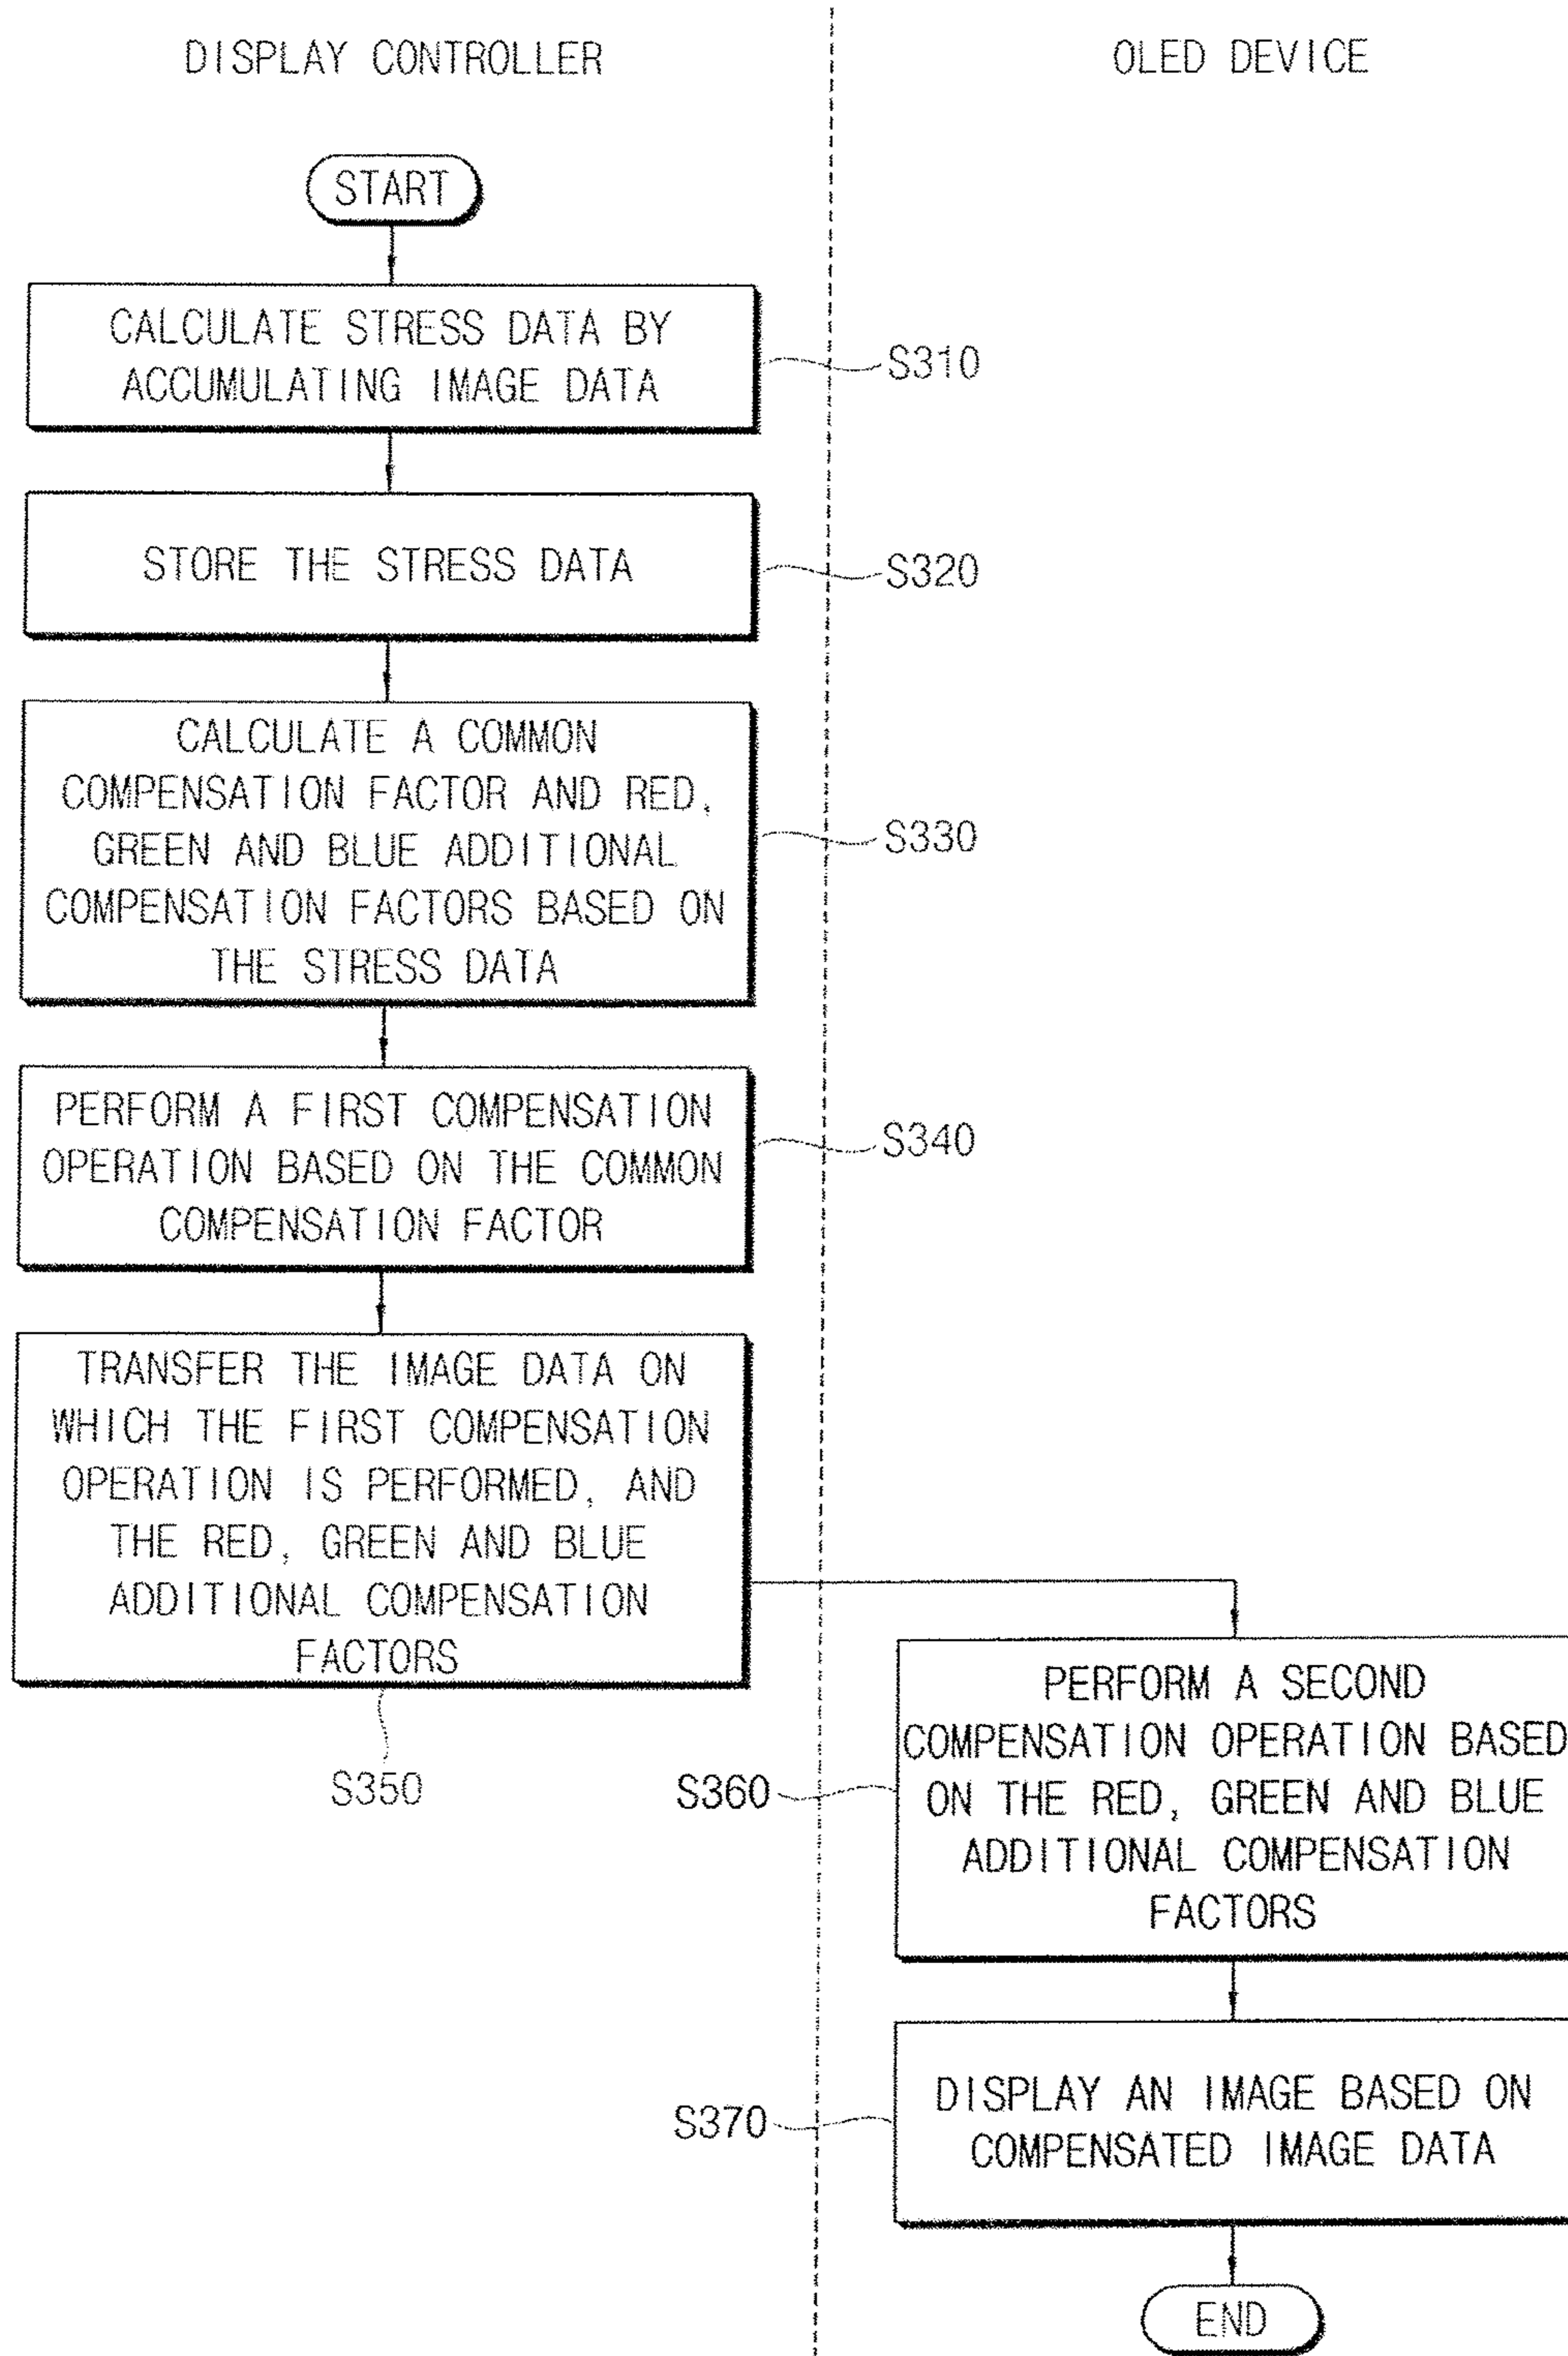 DISPLAY CONTROLLER
OLED DEVICE
START
CALCULATE STRESS DATA BY
ACCUMULATING IMAGE DATA
S310
STORE THE STRESS DATA
S320
CALCULATE A COMMON
COMPENSATION FACTOR AND RED,
GREEN AND BLUE ADDITIONAL
COMPENSATION FACTORS BASED ON
THE STRESS DATA
S330
PERFORM A FIRST COMPENSATION
OPERATION BASED ON THE COMMON
COMPENSATION FACTOR
S340
TRANSFER THE IMAGE DATA ON
WHICH THE FIRST COMPENSATION
OPERATION IS PERFORMED, AND
THE RED, GREEN AND BLUE
ADDITIONAL COMPENSATION
FACTORS
S350
PERFORM A SECOND
COMPENSATION OPERATION BASED
ON THE RED, GREEN AND BLUE
ADDITIONAL COMPENSATION
FACTORS
S360
DISPLAY AN IMAGE BASED ON
COMPENSATED IMAGE DATA
S370
END